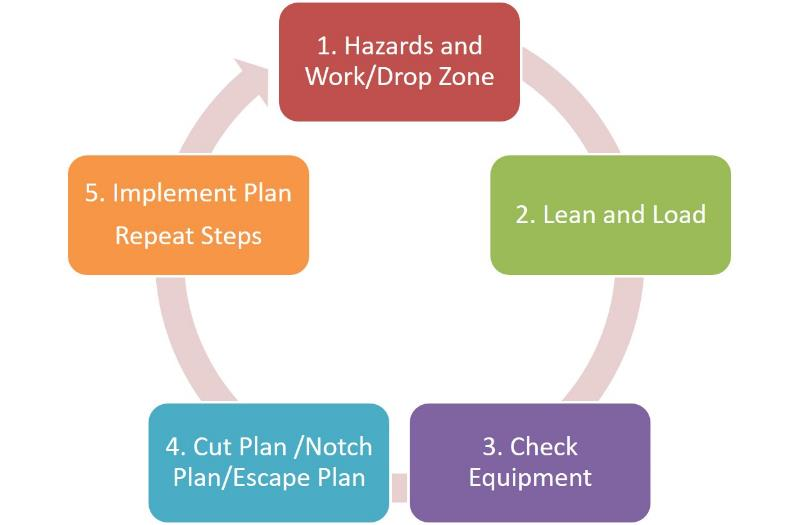 1. Hazards and
Work/Drop Zone
2. Lean and Load
3. Check
Equipment
4. Cut Plan /Notch
Plan/Escape Plan
5. Implement Plan
Repeat Steps